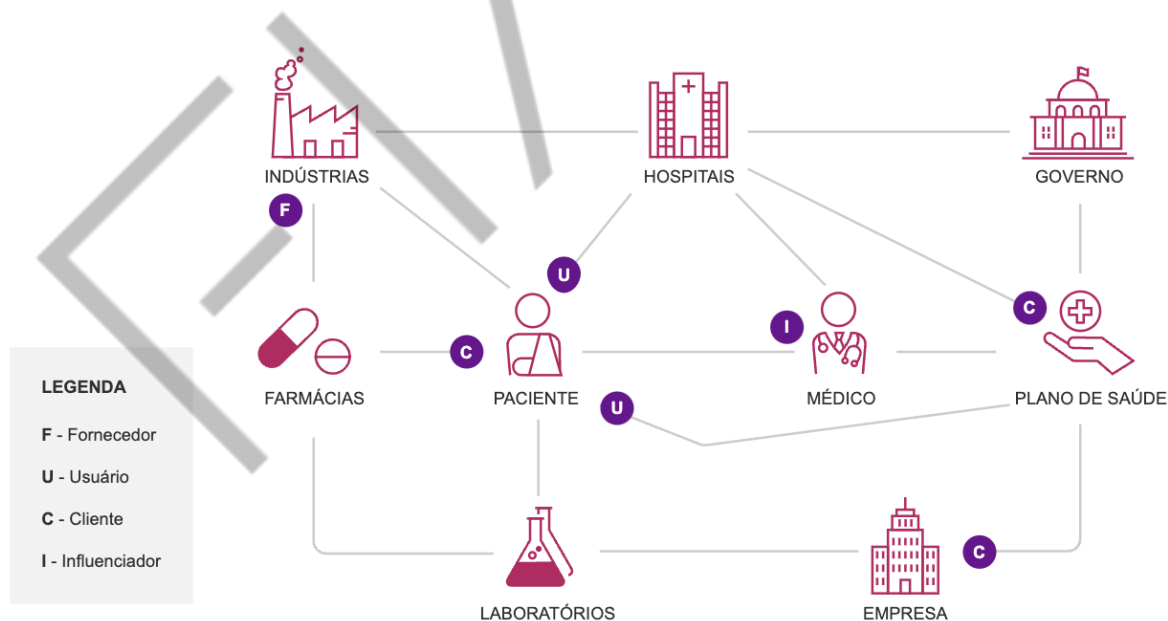 INDÚSTRIAS
HOSPITAIS
GOVERNO
F
U
C
I
C
FARMÁCIAS
PACIENTE
MÉDICO
PLANO DE SAÚDE
U
LEGENDA
F - Fornecedor
U - Usuário
C - Cliente
I - Influenciador
C
LABORATÓRIOS
EMPRESA